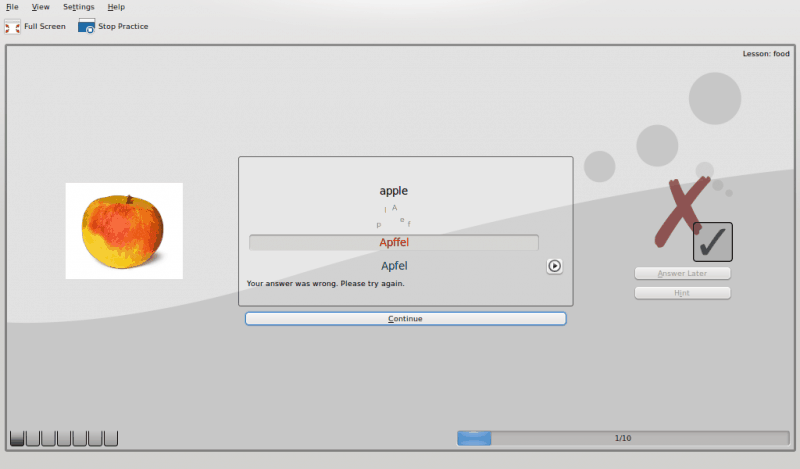 File View Settings Help
Full Screen Stop Practice
Lesson: food
apple
l A
p e f
Apffel
Apfel
Your answer was wrong. Please try again.
Answer Later
Hint
Continue
1/10